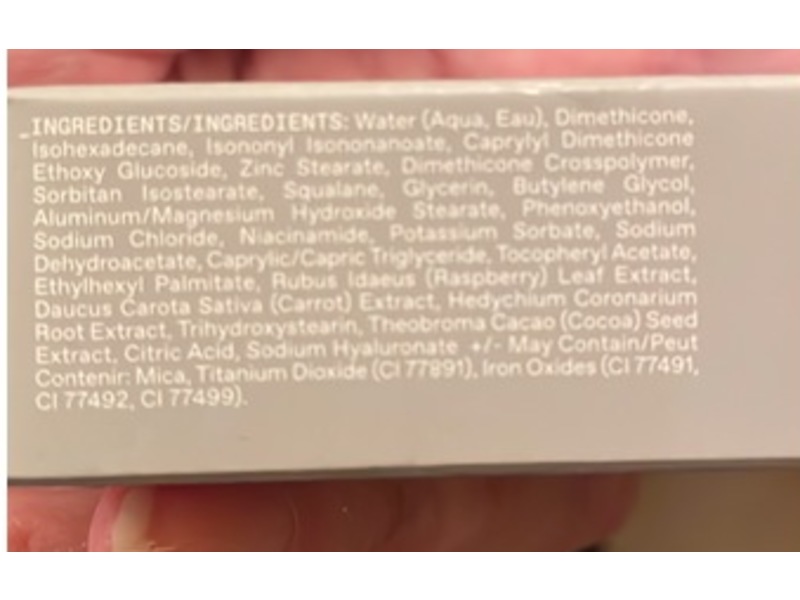 _INGREDIENTS/INGREDIENTS: Water (Aqua, Eau), Dimethicone,
Isohexadecane, Isononyl Isononanoate, Caprylyl Dimethicone
Ethoxy Glucoside, Zinc Stearate, Dimethicone Crosspolymer,
Sorbitan Isostearate, Squalane, Glycerin, Butylene Glycol,
Aluminum/Magnesium Hydroxide Stearate, Phenoxyethanol,
Sodium Chloride, Niacinamide, Potassium Sorbate, Sodium
Dehydroacetate, Caprylic/Capric Triglyceride, Tocopheryl Acetate,
Ethylhexyl Palmitate, Rubus Idaeus (Raspberry) Leaf Extract,
Daucus Carota Sativa (Carrot) Extract, Hedychium Coronarium
Root Extract, Trihydroxystearin, Theobroma Cacao (Cocoa) Seed
Extract, Citric Acid, Sodium Hyaluronate +/- May Contain/Peut
Contenir: Mica, Titanium Dioxide (CI 77891), Iron Oxides (CI 77491,
CI 77492, CI 77499).